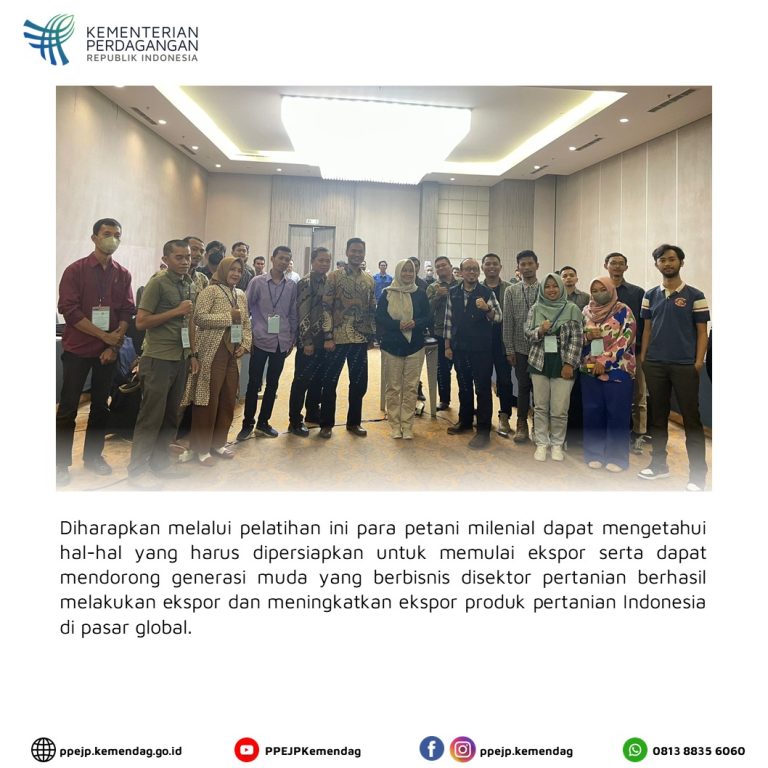 KEMENTERIAN
PERDAGANGAN
REPUBLIK INDONESIA
Diharapkan melalui pelatihan ini para petani milenial dapat mengetahui
hal-hal yang harus dipersiapkan untuk memulai ekspor serta dapat
mendorong generasi muda yang berbisnis disektor pertanian berhasil
melakukan ekspor dan meningkatkan ekspor produk pertanian Indonesia
di pasar global.
ppejp.kemendag.go.id
PPEJPKemendag
ppejp.kemendag
0813 8835 6060